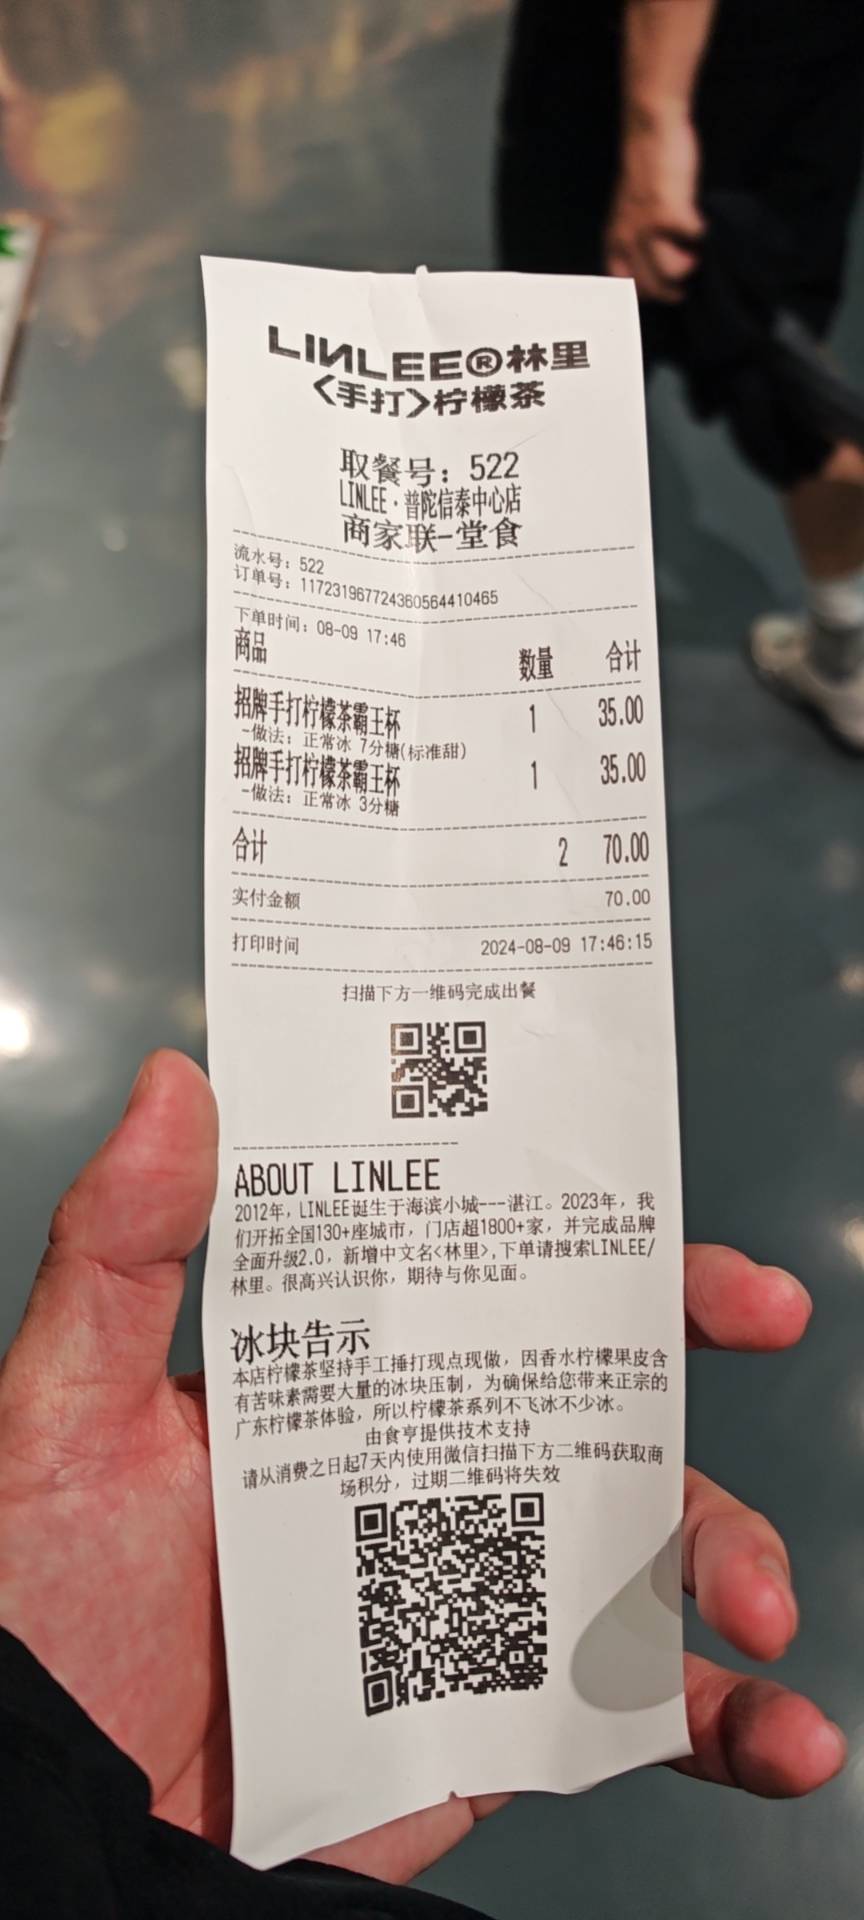 LINLEE®林里
<手打>柠檬茶
取餐号：522
LINLEE·普陀信泰中心店
商家联-堂食
流水号：522
订单号：1172319677243605644​10465
下单时间：08-09 17:46
商品 数量 合计
招牌手打柠檬茶霸王杯 1 35.00
-做法：正常冰 7分糖(标准甜)
招牌手打柠檬茶霸王杯 1 35.00
-做法：正常冰 3分糖
合计 2 70.00
实付金额 70.00
打印时间 2024-08-09 17:46:15
扫描下方一维码完成出餐
ABOUT LINLEE
2012年，LINLEE诞生于海滨小城---湛江。2023年，我
们开拓全国130+座城市，门店超1800+家，并完成品牌
全面升级2.0，新增中文名<林里>,下单请搜索LINLEE/
林里。很高兴认识你，期待与你见面。
冰块告示
本店柠檬茶坚持手工捶打现点现做，因香水柠檬果皮含
有苦味素需要大量的冰块压制，为确保给您带来正宗的
广东柠檬茶体验，所以柠檬茶系列不飞冰不少冰。
由食亨提供技术支持
请从消费之日起7天内使用微信扫描下方二维码获取商
场积分，过期二维码将失效